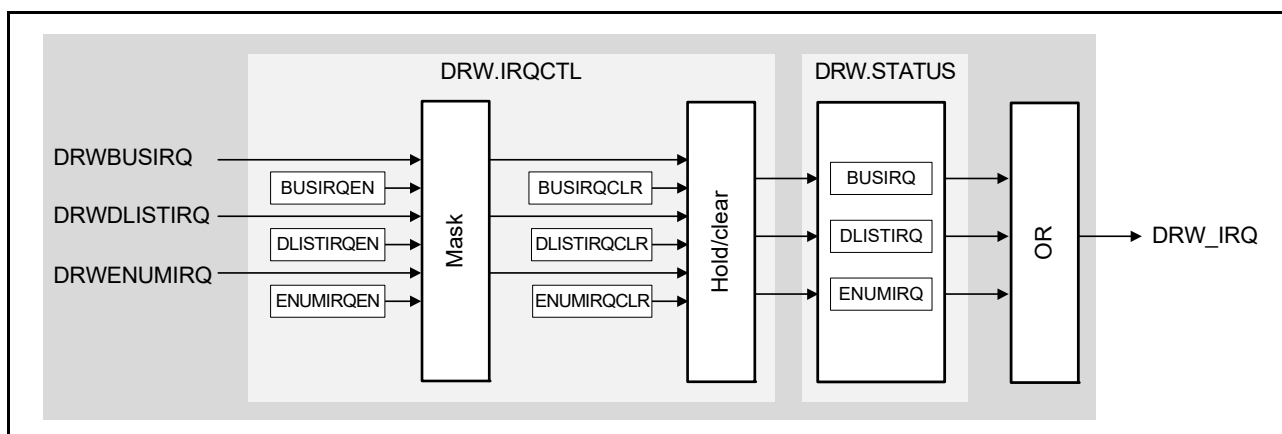 DRW.IRQCTL
DRW.STATUS
DRWBUSIRQ
BUSIRQEN
DRWDLISTIRQ
DLISTIRQEN
DRWENUMIRQ
ENUMIRQEN
Mask
BUSIRQCLR
DLISTIRQCLR
ENUMIRQCLR
Hold/clear
BUSIRQ
DLISTIRQ
ENUMIRQ
OR
DRW_IRQ